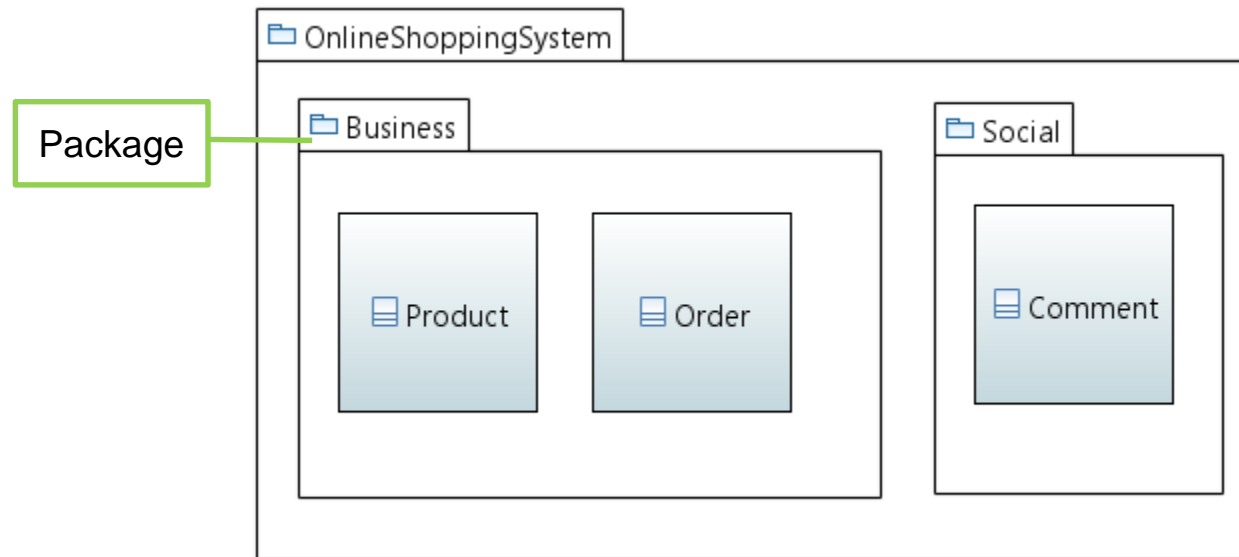 OnlineShoppingSystem
Package
Business
Social
Product
Order
Comment